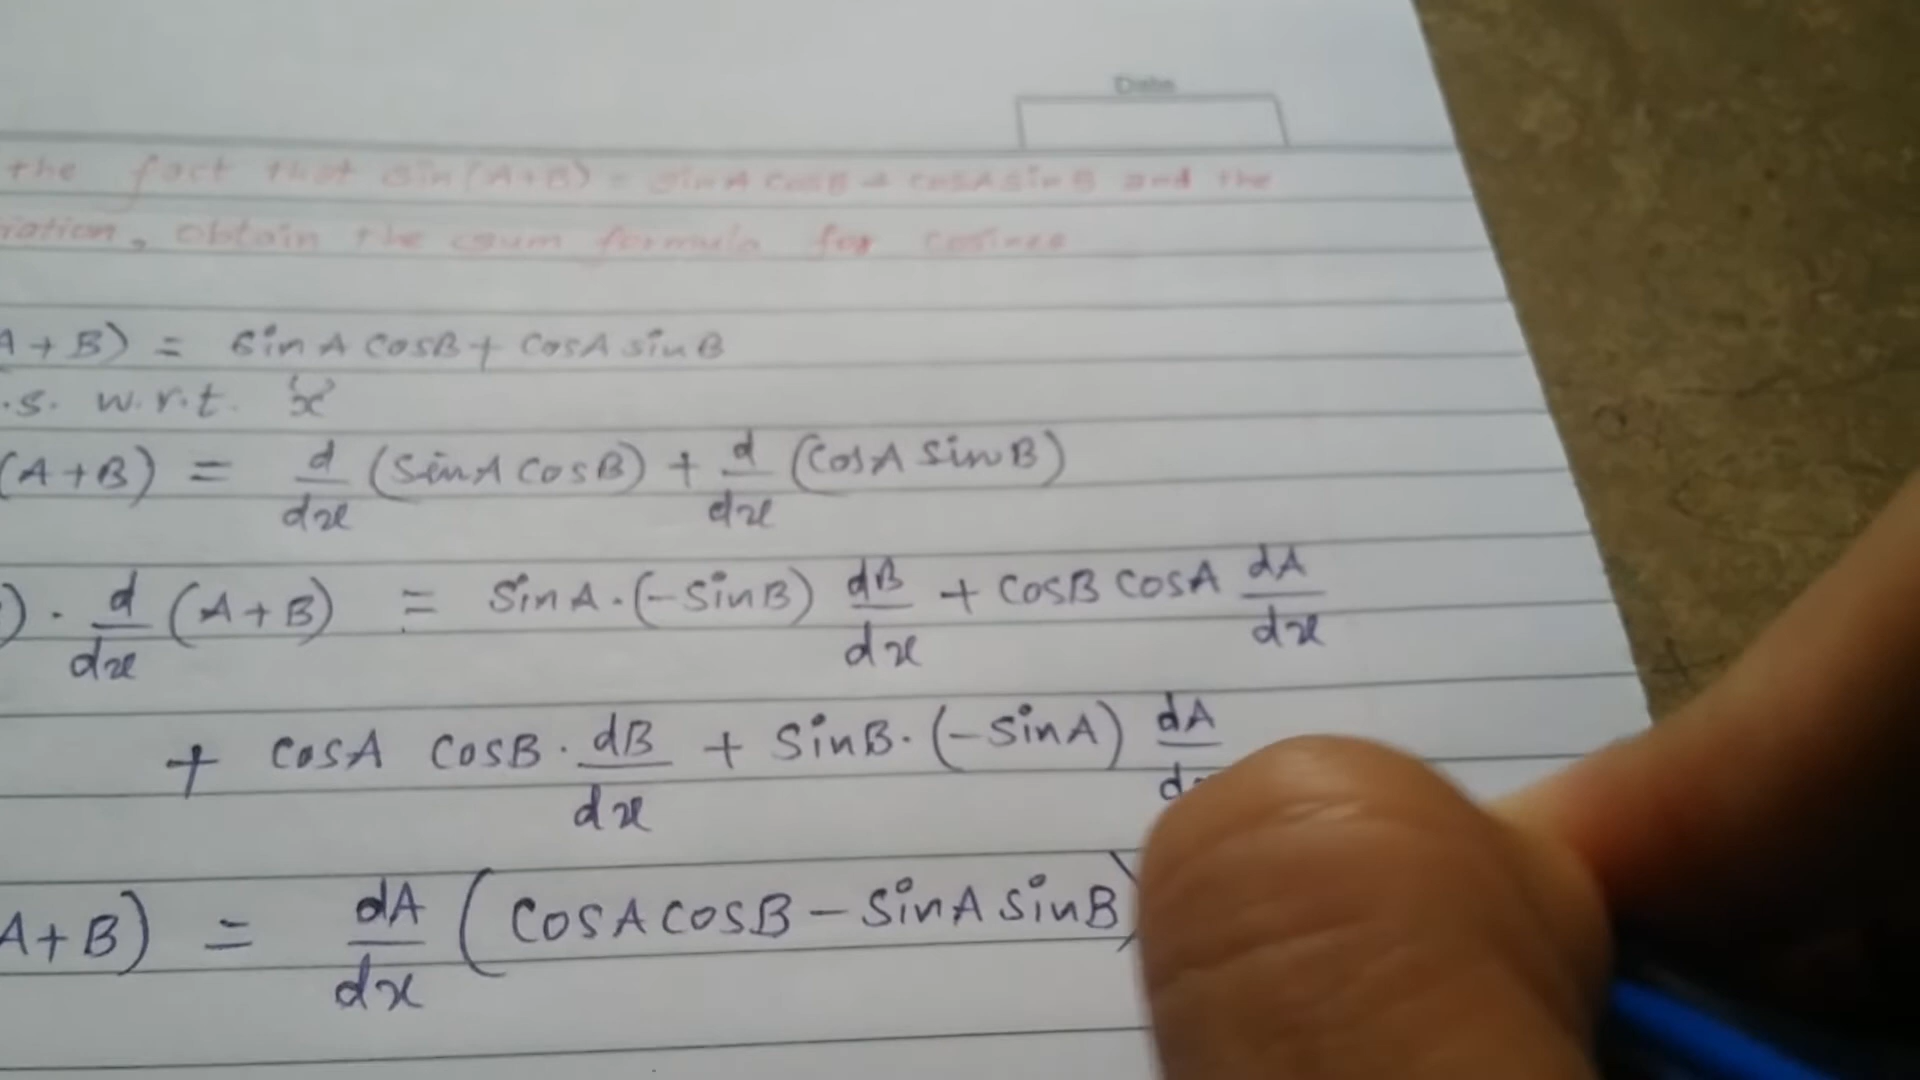 Date
the fact that sin(A+B) = sinA cosB + cosA sinB and the
iation, obtain the sum formula for cosines
A + B) = sinA cosB + cosA sinB
.s. w.r.t. 'x'
(A+B) = d/dx (sinA cosB) + d/dx (cosA sinB)
) . d/dx (A+B) = sinA.(-sinB) dB/dx + cosB cosA dA/dx
+ cosA cosB . dB/dx + sinB. (-sinA) dA/d
A+B) = dA/dx (cosA cosB - sinA sinB)